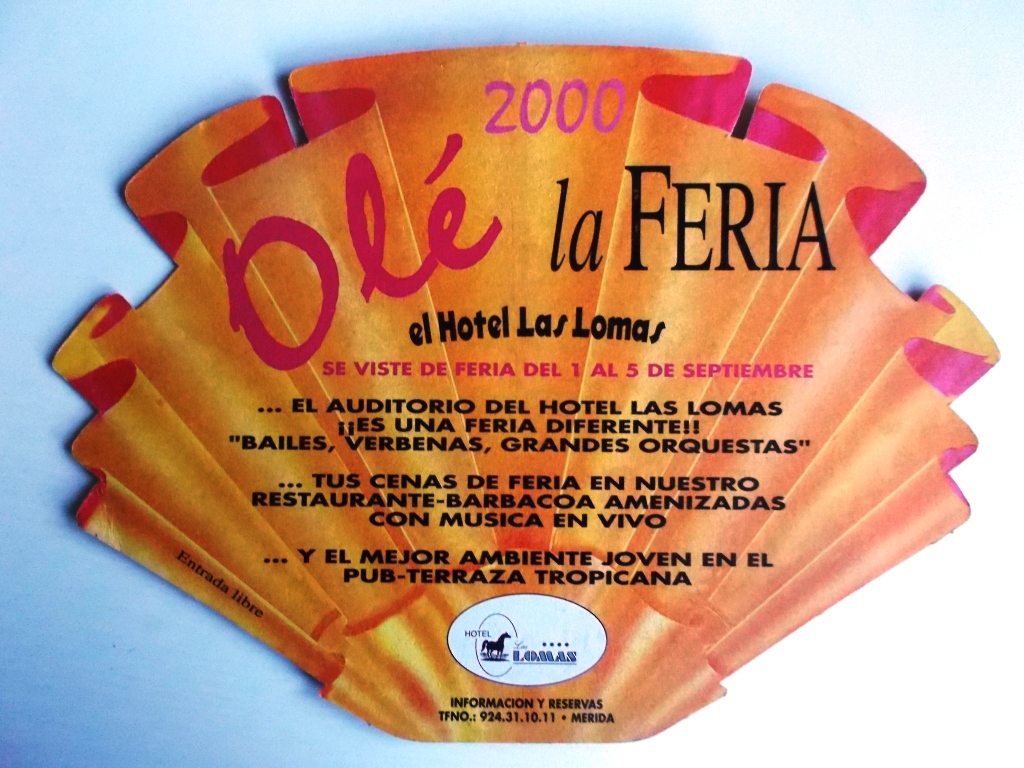 2000
Olé la FERIA
el Hotel Las Lomas
SE VISTE DE FERIA DEL 1 AL 5 DE SEPTIEMBRE
... EL AUDITORIO DEL HOTEL LAS LOMAS
¡¡ES UNA FERIA DIFERENTE!!
"BAILES, VERBENAS, GRANDES ORQUESTAS"
... TUS CENAS DE FERIA EN NUESTRO
RESTAURANTE-BARBACOA AMENIZADAS
CON MUSICA EN VIVO
... Y EL MEJOR AMBIENTE JOVEN EN EL
PUB-TERRAZA TROPICANA
Entrada libre
HOTEL
Las
LOMAS
INFORMACION Y RESERVAS
TFNO.: 924.31.10.11 • MERIDA